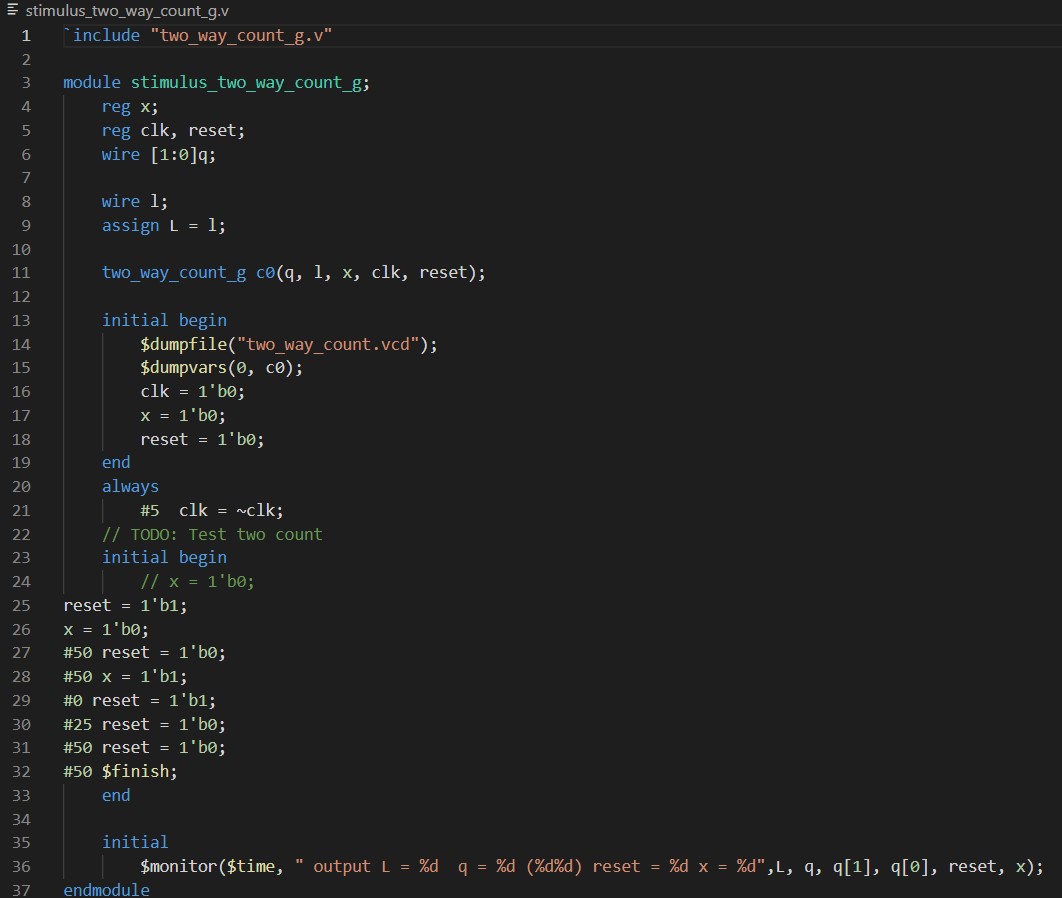 stimulus_two_way_count_g.v
1 `include "two_way_count_g.v"
2
3 module stimulus_two_way_count_g;
4     reg x;
5     reg clk, reset;
6     wire [1:0]q;
7
8     wire l;
9     assign L = l;
10
11     two_way_count_g c0(q, l, x, clk, reset);
12
13     initial begin
14         $dumpfile("two_way_count.vcd");
15         $dumpvars(0, c0);
16         clk = 1'b0;
17         x = 1'b0;
18         reset = 1'b0;
19     end
20     always
21         #5  clk = ~clk;
22     // TODO: Test two count
23     initial begin
24         // x = 1'b0;
25 reset = 1'b1;
26 x = 1'b0;
27 #50 reset = 1'b0;
28 #50 x = 1'b1;
29 #0 reset = 1'b1;
30 #25 reset = 1'b0;
31 #50 reset = 1'b0;
32 #50 $finish;
33     end
34
35     initial
36         $monitor($time, " output L = %d  q = %d (%d%d) reset = %d x = %d",L, q, q[1], q[0], reset, x);
37 endmodule